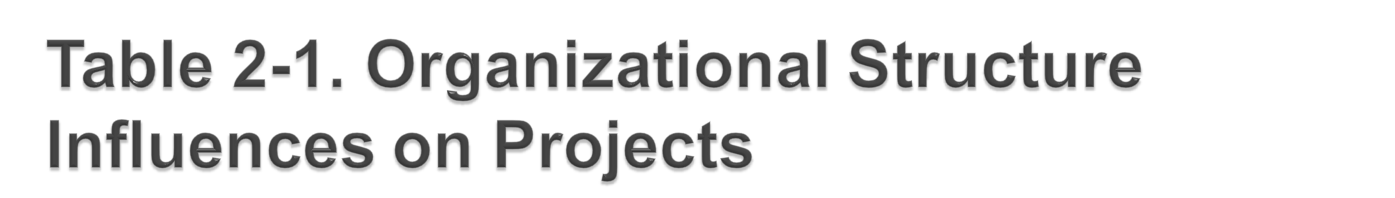 Table 2-1. Organizational Structure
Influences on Projects